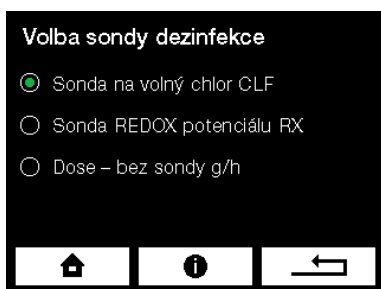 Volba sondy dezinfekce
Sonda na volný chlor CLF
Sonda REDOX potenciálu RX
Dose – bez sondy g/h